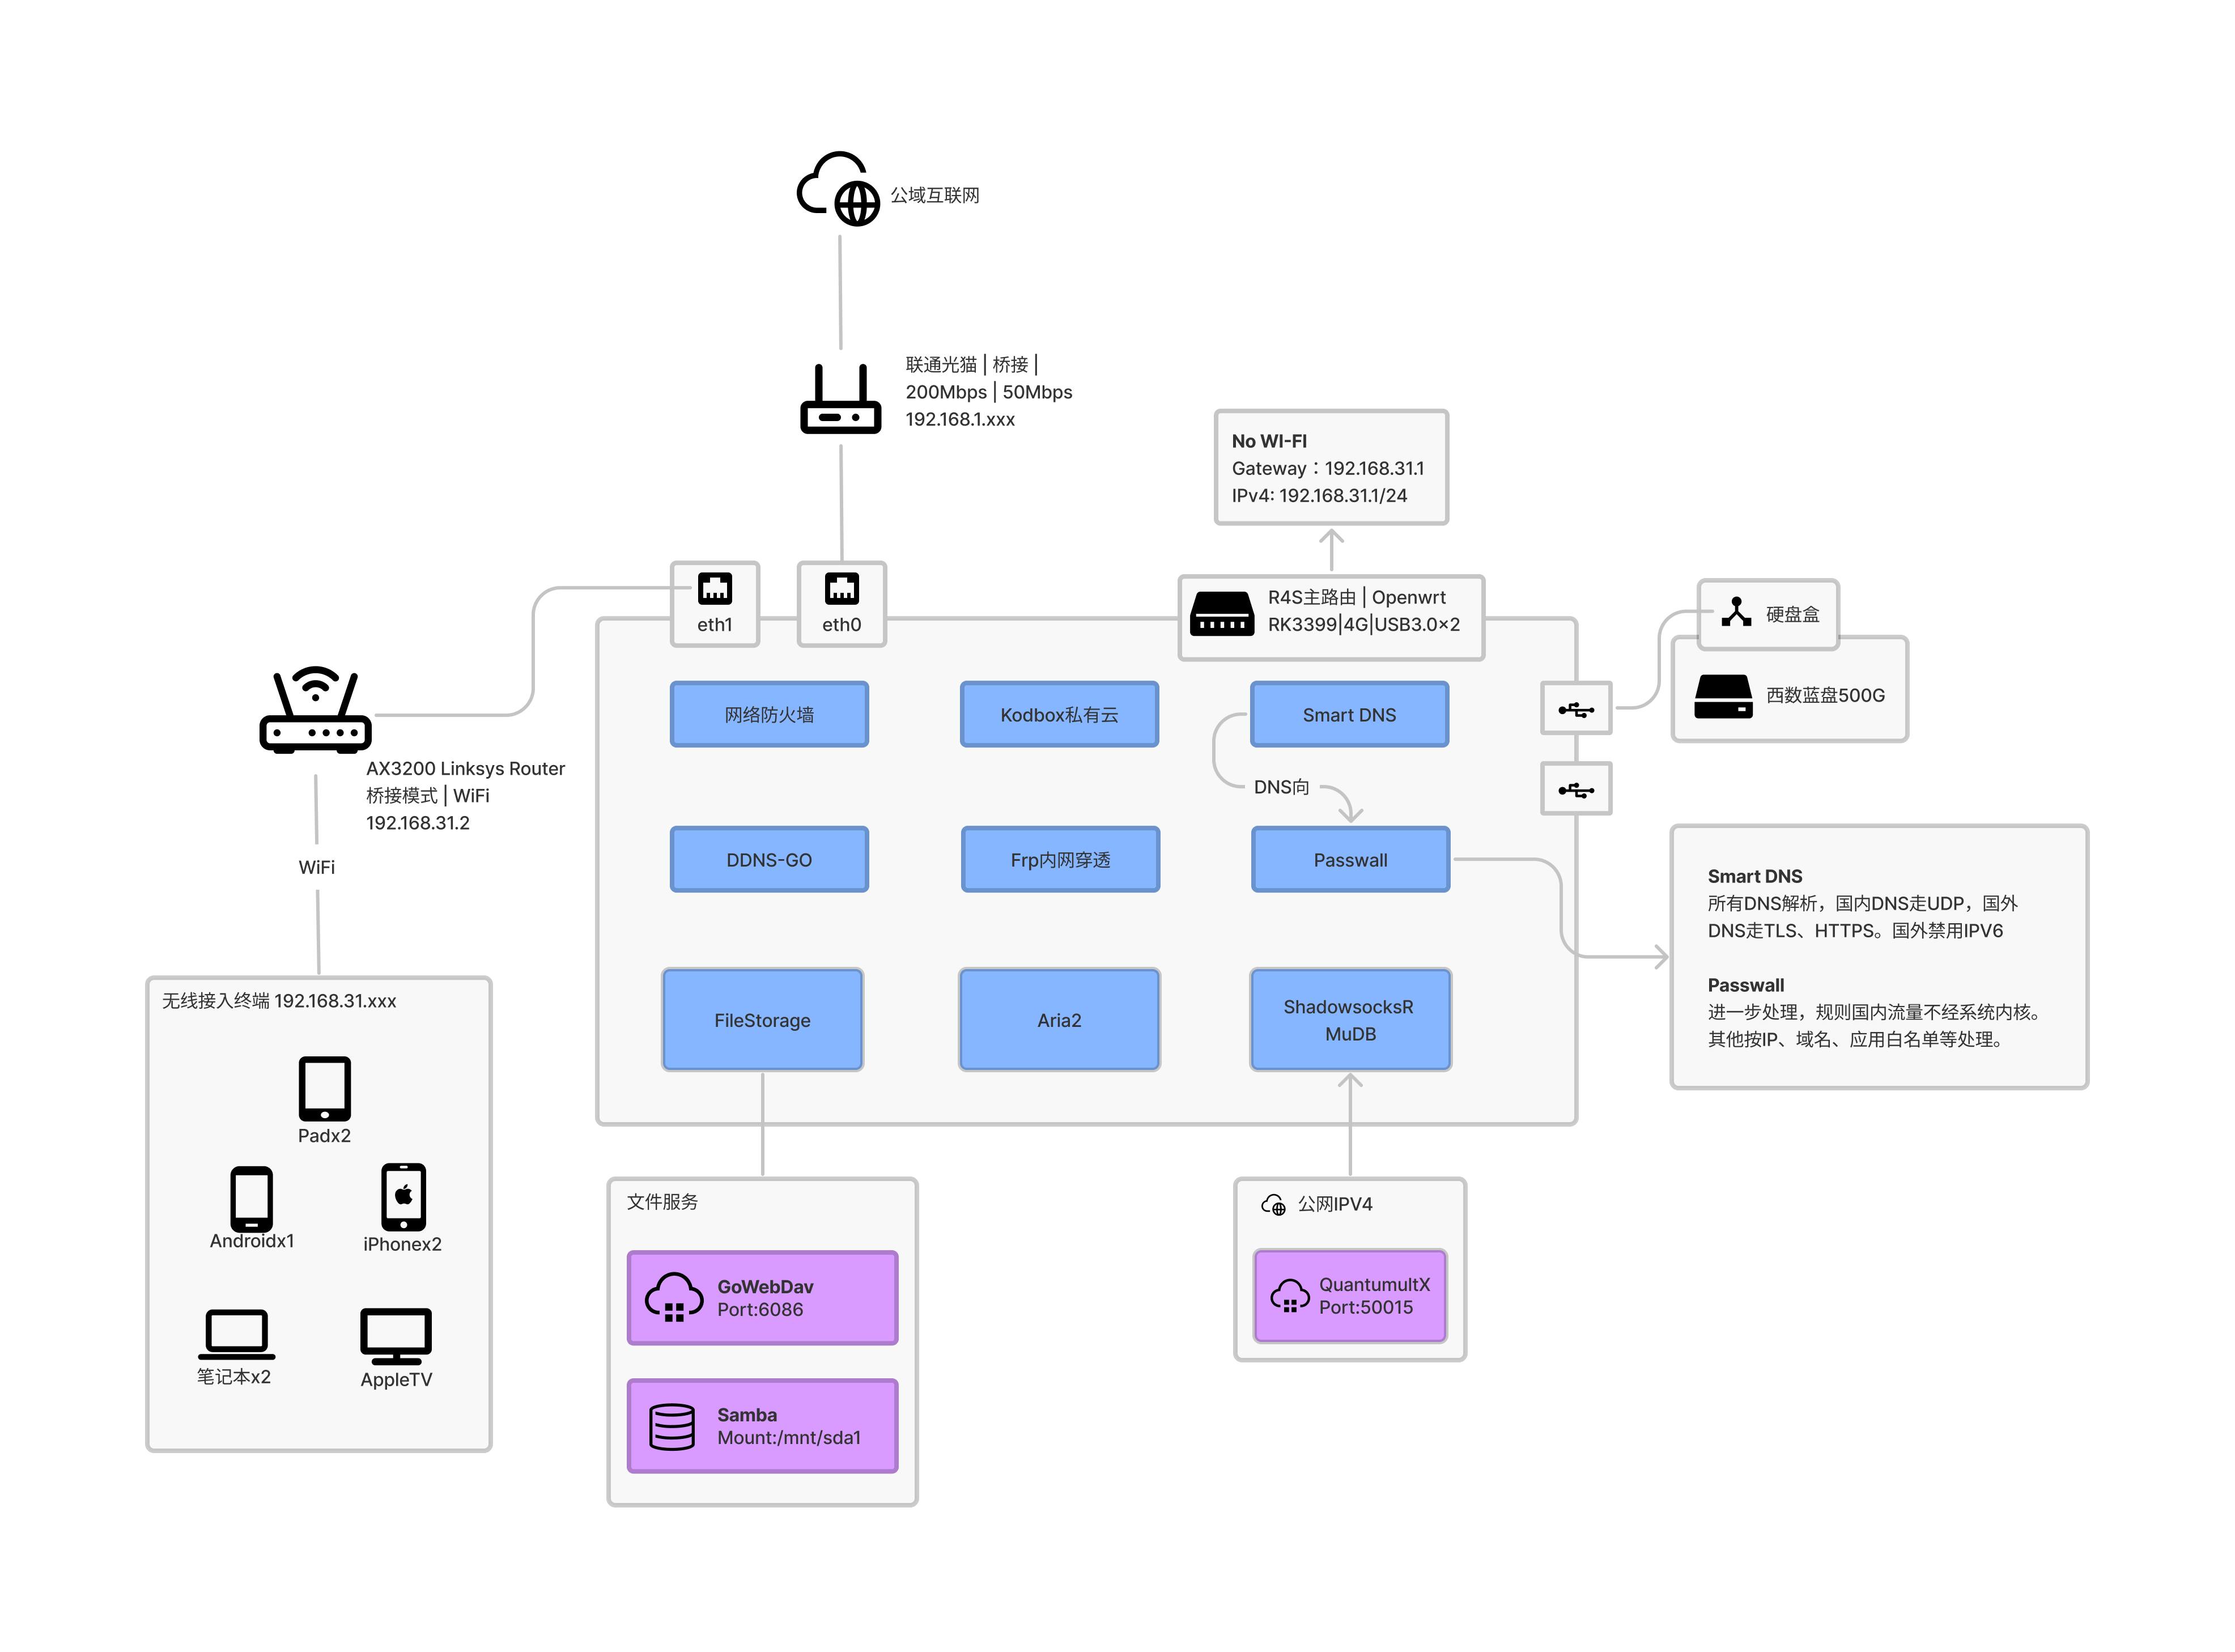 公域互联网
联通光猫 | 桥接 |
200Mbps | 50Mbps
192.168.1.xxx
No WI-FI
Gateway：192.168.31.1
IPv4: 192.168.31.1/24
eth1
eth0
R4S主路由 | Openwrt
RK3399|4G|USB3.0×2
硬盘盒
西数蓝盘500G
AX3200 Linksys Router
桥接模式 | WiFi
192.168.31.2
WiFi
网络防火墙
Kodbox私有云
Smart DNS
DNS向
DDNS-GO
Frp内网穿透
Passwall
FileStorage
Aria2
ShadowsocksR
MuDB
Smart DNS
所有DNS解析，国内DNS走UDP，国外
DNS走TLS、HTTPS。国外禁用IPV6
Passwall
进一步处理，规则国内流量不经系统内核。
其他按IP、域名、应用白名单等处理。
无线接入终端 192.168.31.xxx
Padx2
Androidx1
iPhonex2
笔记本x2
AppleTV
文件服务
GoWebDav
Port:6086
Samba
Mount:/mnt/sda1
公网IPV4
QuantumultX
Port:50015